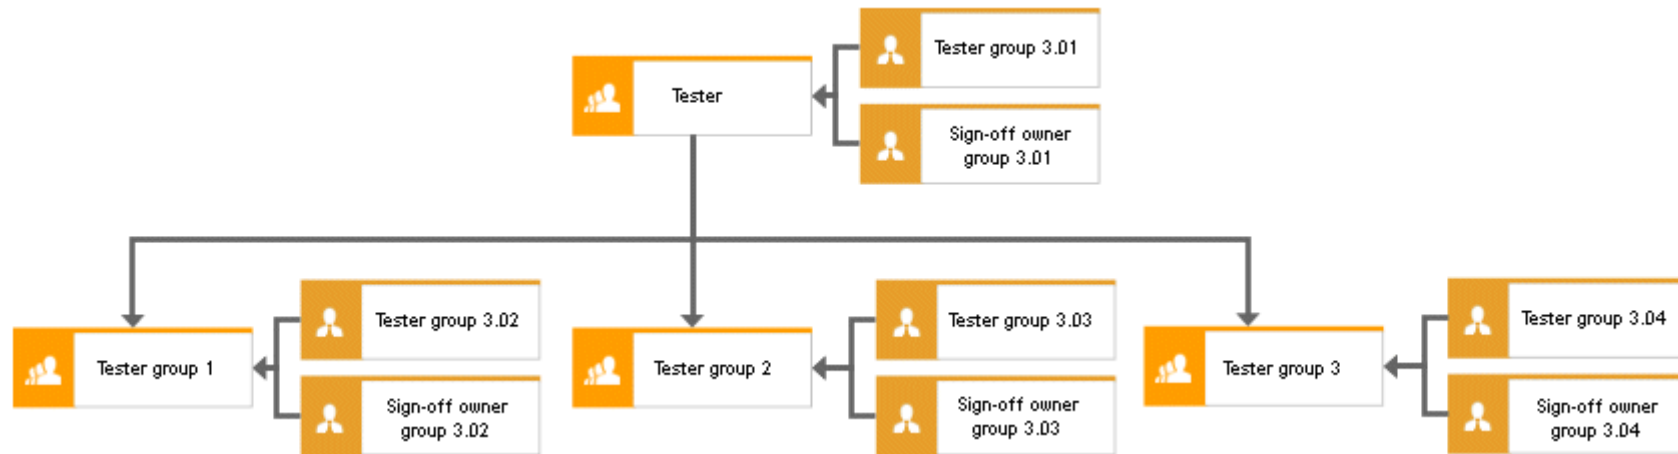 Tester group 3.01
Tester
Sign-off owner
group 3.01
Tester group 3.02
Tester group 1
Sign-off owner
group 3.02
Tester group 3.03
Tester group 2
Sign-off owner
group 3.03
Tester group 3.04
Tester group 3
Sign-off owner
group 3.04